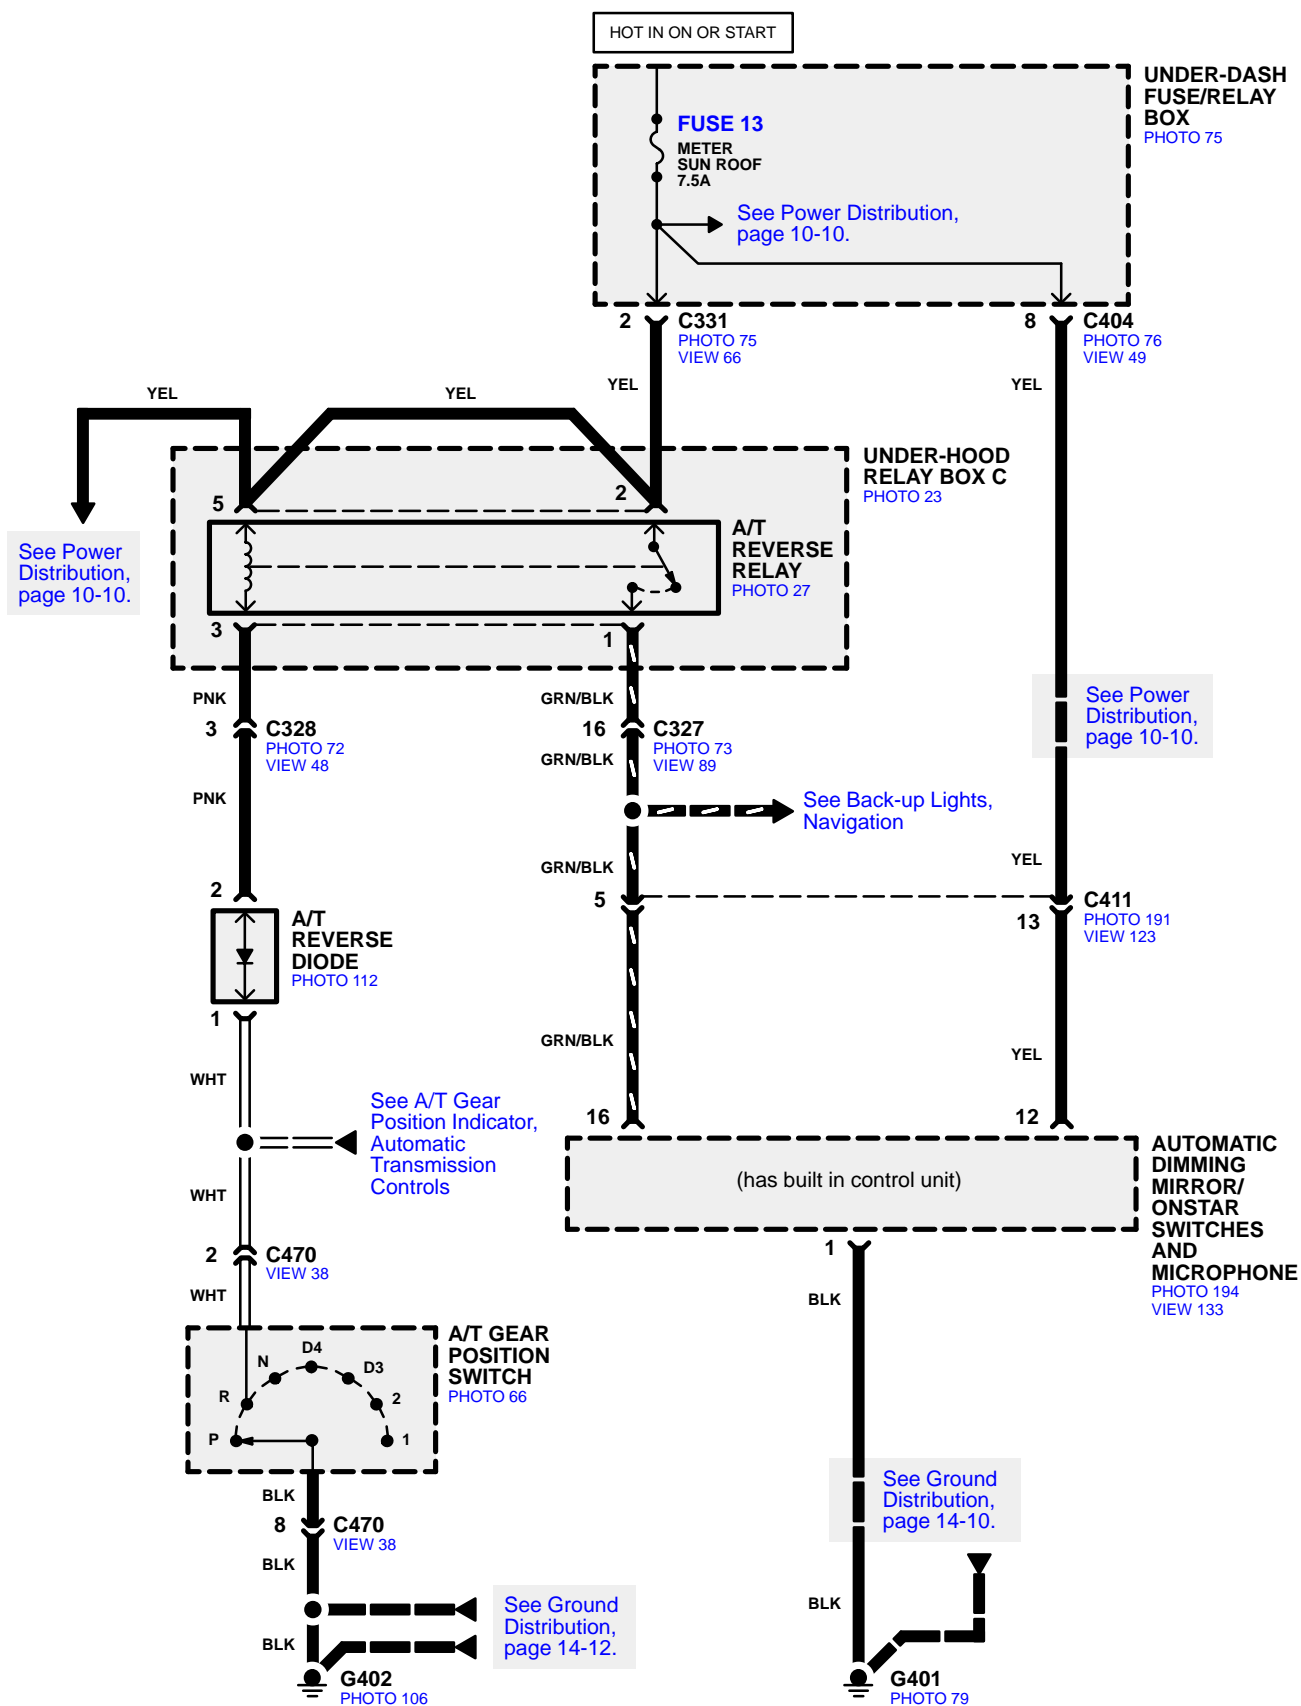 HOT IN ON OR START
UNDER-DASH
FUSE/RELAY
BOX
PHOTO 75
FUSE 13
METER
SUN ROOF
7.5A
See Power Distribution,
page 10-10.
2
C331
PHOTO 75
VIEW 66
8
C404
PHOTO 76
VIEW 49
YEL
YEL
YEL
YEL
UNDER-HOOD
RELAY BOX C
PHOTO 23
5
2
A/T
REVERSE
RELAY
PHOTO 27
See Power
Distribution,
page 10-10.
3
1
PNK
GRN/BLK
See Power
Distribution,
page 10-10.
3
C328
PHOTO 72
VIEW 48
16
C327
PHOTO 73
VIEW 89
GRN/BLK
PNK
See Back-up Lights,
Navigation
GRN/BLK
YEL
2
5
C411
PHOTO 191
VIEW 123
13
A/T
REVERSE
DIODE
PHOTO 112
1
GRN/BLK
YEL
WHT
See A/T Gear
Position Indicator,
Automatic
Transmission
Controls
16
12
AUTOMATIC
DIMMING
MIRROR/
ONSTAR
SWITCHES
AND
MICROPHONE
PHOTO 194
VIEW 133
(has built in control unit)
WHT
2
C470
VIEW 38
1
WHT
BLK
A/T GEAR
POSITION
SWITCH
PHOTO 66
D4
N
D3
R
2
P
1
BLK
8
C470
VIEW 38
See Ground
Distribution,
page 14-10.
BLK
BLK
See Ground
Distribution,
page 14-12.
BLK
G402
PHOTO 106
G401
PHOTO 79